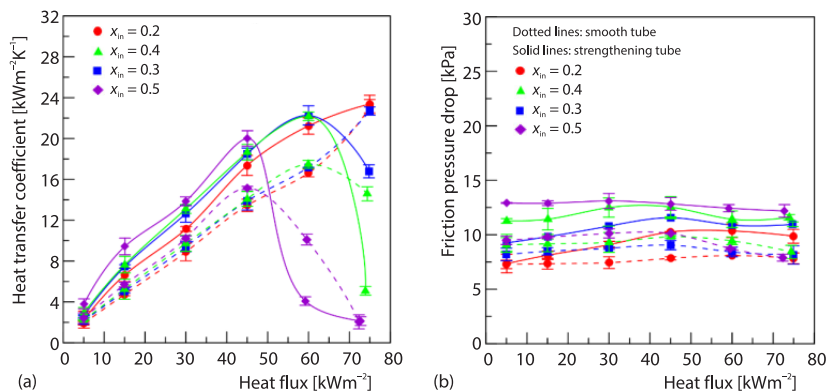 Heat transfer coefficient [kWm⁻²K⁻¹]
32
28
24
20
16
12
8
4
0
x_in = 0.2
x_in = 0.4
x_in = 0.3
x_in = 0.5
0 10 20 30 40 50 60 70 80
(a) Heat flux [kWm⁻²]
Friction pressure drop [kPa]
30
25
20
15
10
5
0
Dotted lines: smooth tube
Solid lines: strengthening tube
x_in = 0.2
x_in = 0.4
x_in = 0.3
x_in = 0.5
0 10 20 30 40 50 60 70 80
(b) Heat flux [kWm⁻²]